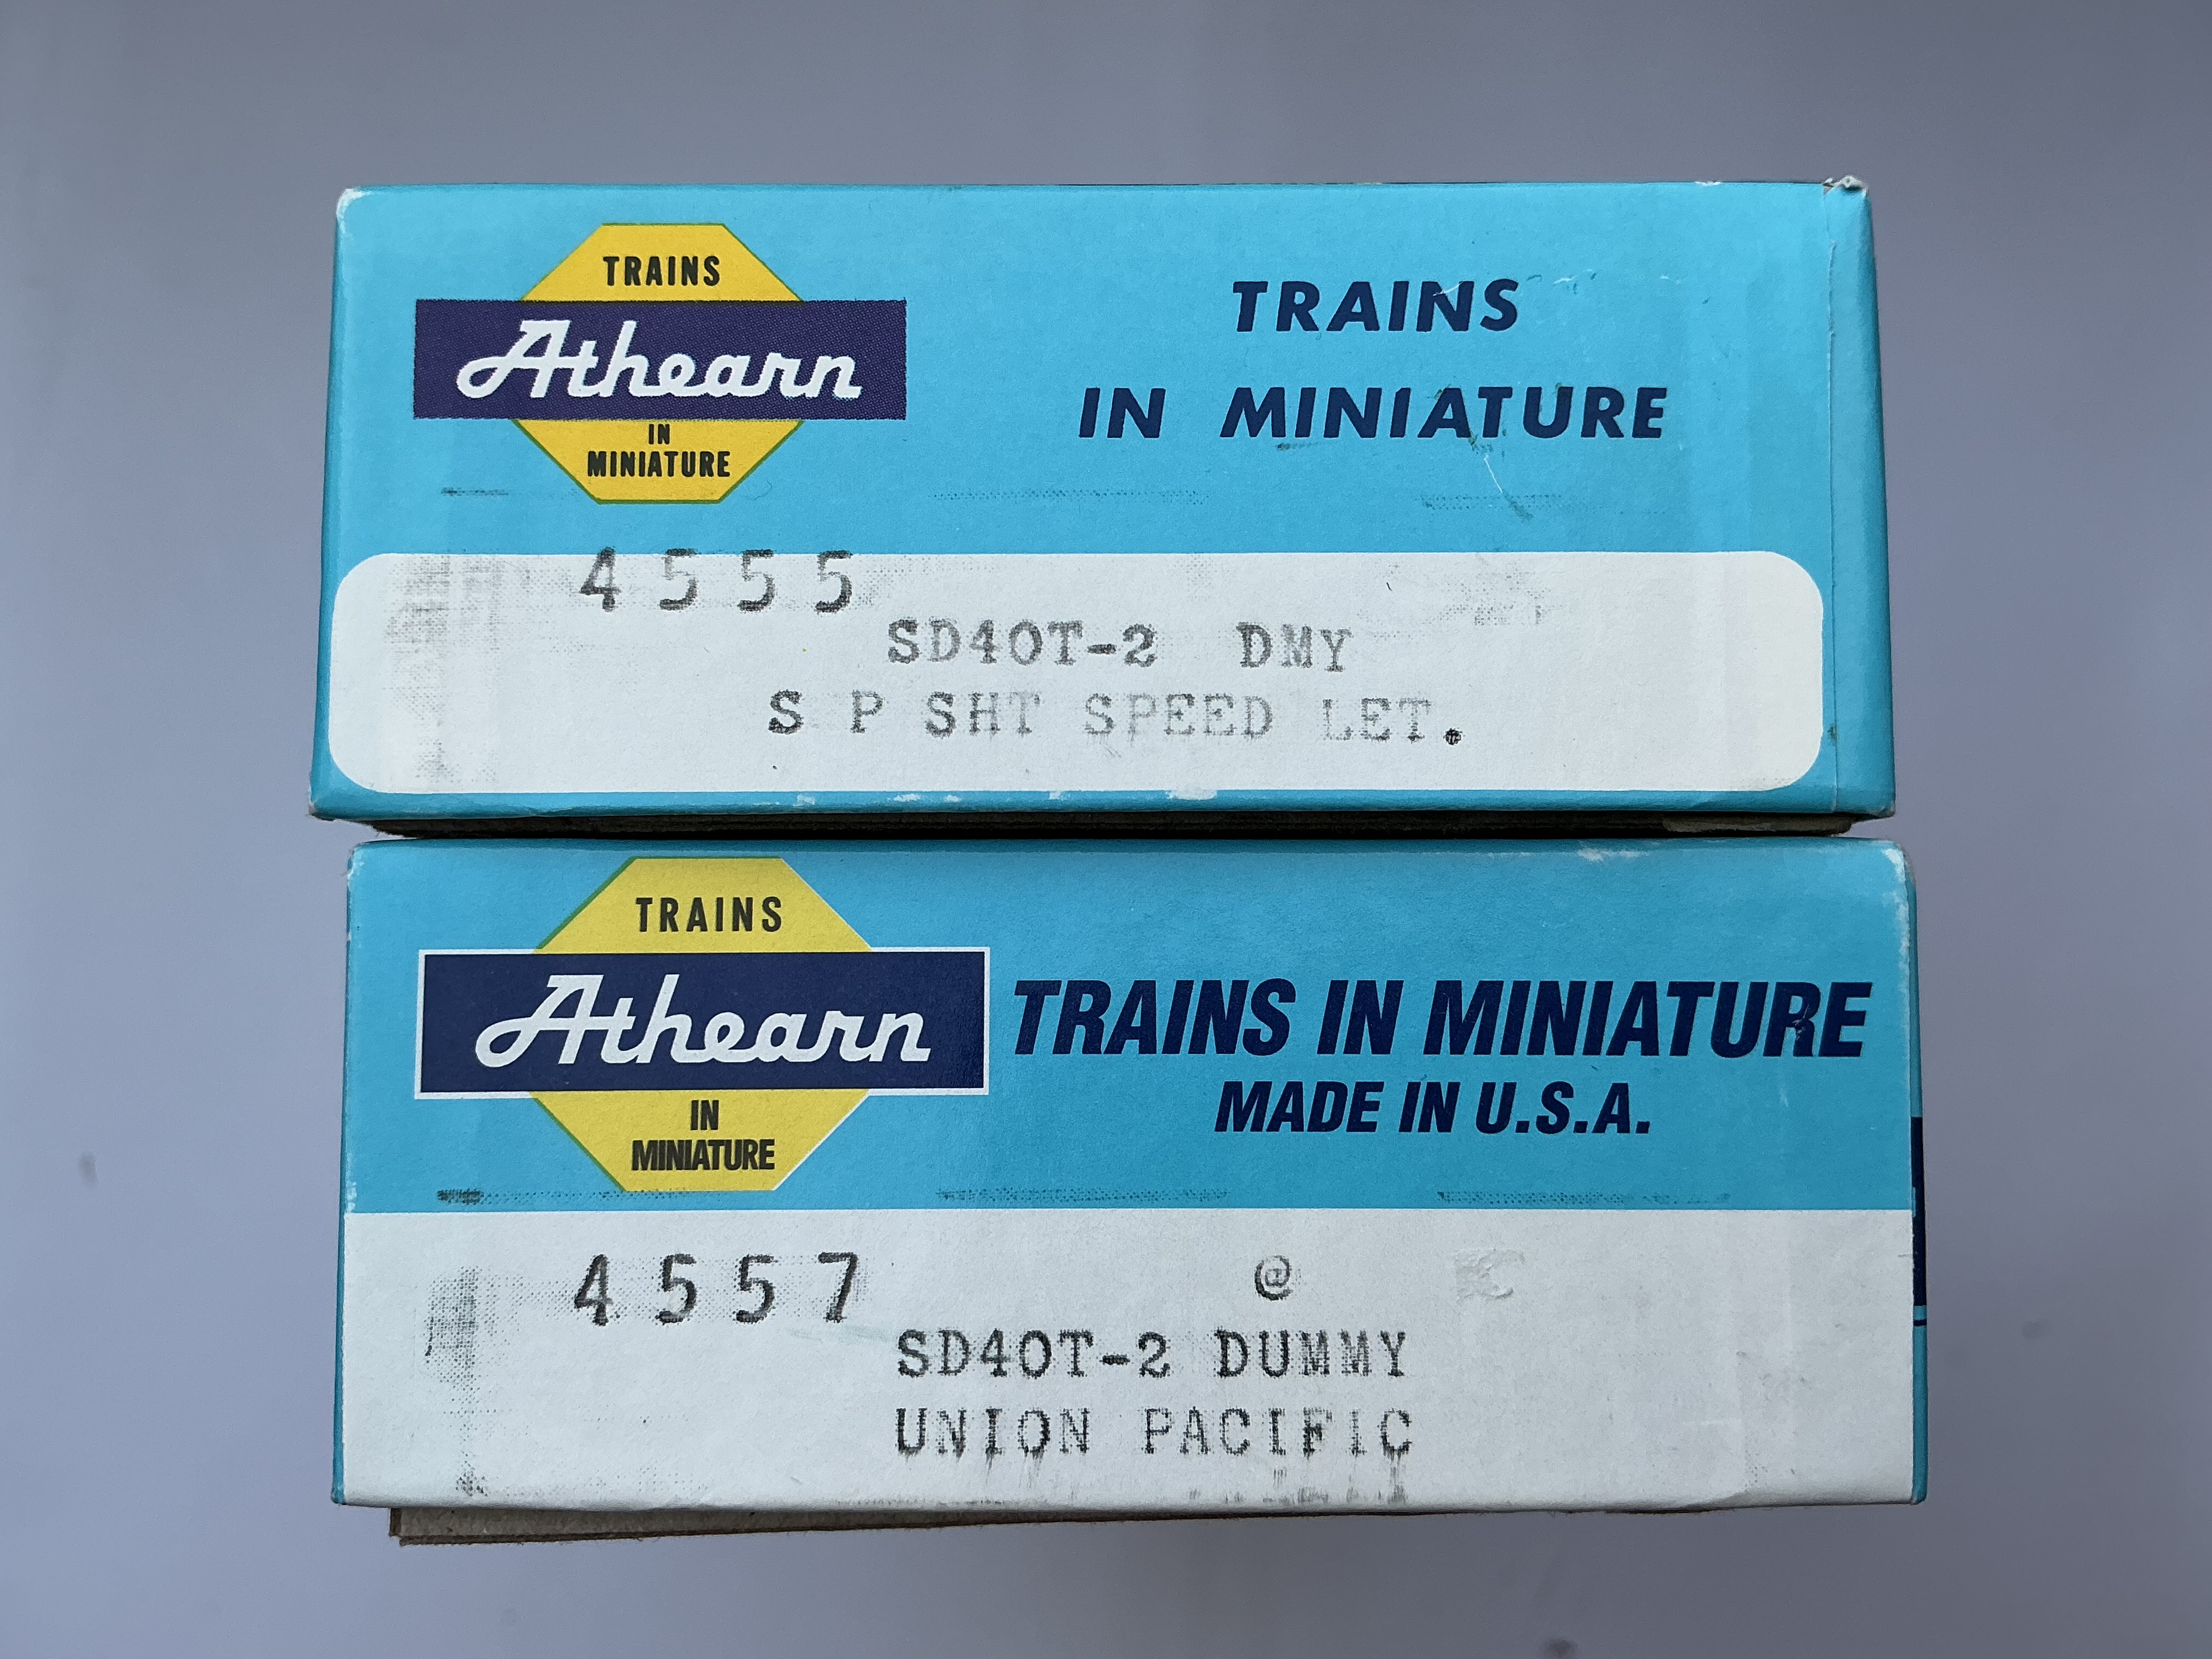 TRAINS
Athearn
IN
MINIATURE
TRAINS
IN MINIATURE
4555
SD40T-2 DMY
S P SHT SPEED LET.
TRAINS
Athearn
IN
MINIATURE
TRAINS IN MINIATURE
MADE IN U.S.A.
4557 @
SD40T-2 DUMMY
UNION PACIFIC